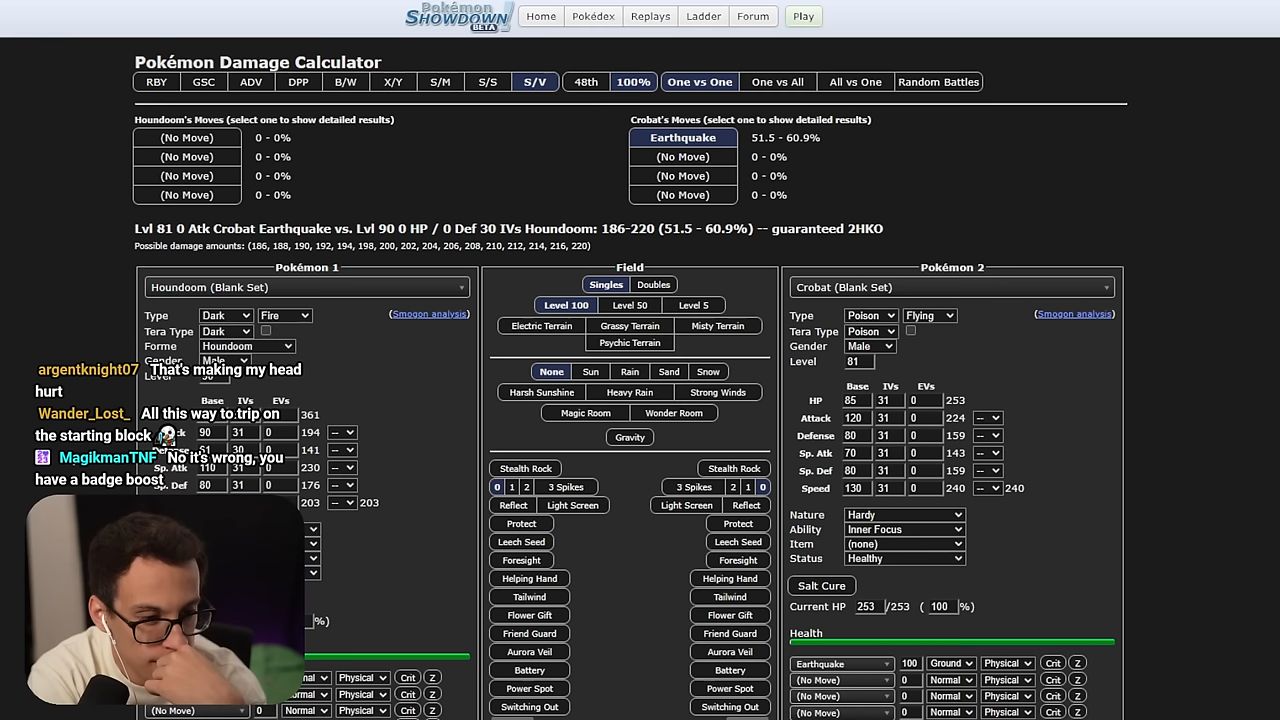 Pokémon
SHOWDOWN!
BETA
Home Pokédex Replays Ladder Forum Play
Pokémon Damage Calculator
RBY GSC ADV DPP B/W X/Y S/M S/S S/V 48th 100% One vs One One vs All All vs One Random Battles
Houndoom's Moves (select one to show detailed results)
(No Move) 0 - 0%
(No Move) 0 - 0%
(No Move) 0 - 0%
(No Move) 0 - 0%
Crobat's Moves (select one to show detailed results)
Earthquake 51.5 - 60.9%
(No Move) 0 - 0%
(No Move) 0 - 0%
(No Move) 0 - 0%
Lvl 81 0 Atk Crobat Earthquake vs. Lvl 90 0 HP / 0 Def 30 IVs Houndoom: 186-220 (51.5 - 60.9%) -- guaranteed 2HKO
Possible damage amounts: (186, 188, 190, 192, 194, 198, 200, 202, 204, 206, 208, 210, 212, 214, 216, 220)
Pokémon 1
Houndoom (Blank Set)
Type Dark Fire (Smogon analysis)
Tera Type Dark
Forme Houndoom
Gender Male
Level
Base IVs EVs
361
90 31 0 194 --
0 141 --
110 31 0 230 --
Sp. Def 80 31 0 176 --
203 -- 203
%)
Physical Crit Z
Physical Crit Z
(No Move) 0 Normal Physical Crit Z
argentknight07 That's making my head
hurt
Wander_Lost_ All this way to trip on
the starting block
MagikmanTNF No it's wrong, you
have a badge boost
Field
Singles Doubles
Level 100 Level 50 Level 5
Electric Terrain Grassy Terrain Misty Terrain
Psychic Terrain
None Sun Rain Sand Snow
Harsh Sunshine Heavy Rain Strong Winds
Magic Room Wonder Room
Gravity
Stealth Rock Stealth Rock
0 1 2 3 Spikes 3 Spikes 2 1 0
Reflect Light Screen Light Screen Reflect
Protect Protect
Leech Seed Leech Seed
Foresight Foresight
Helping Hand Helping Hand
Tailwind Tailwind
Flower Gift Flower Gift
Friend Guard Friend Guard
Aurora Veil Aurora Veil
Battery Battery
Power Spot Power Spot
Switching Out Switching Out
Pokémon 2
Crobat (Blank Set)
Type Poison Flying (Smogon analysis)
Tera Type Poison
Gender Male
Level 81
Base IVs EVs
HP 85 31 0 253
Attack 120 31 0 224 --
Defense 80 31 0 159 --
Sp. Atk 70 31 0 143 --
Sp. Def 80 31 0 159 --
Speed 130 31 0 240 -- 240
Nature Hardy
Ability Inner Focus
Item (none)
Status Healthy
Salt Cure
Current HP 253 /253 ( 100 %)
Health
Earthquake 100 Ground Physical Crit Z
(No Move) 0 Normal Physical Crit Z
(No Move) 0 Normal Physical Crit Z
(No Move) 0 Normal Physical Crit Z